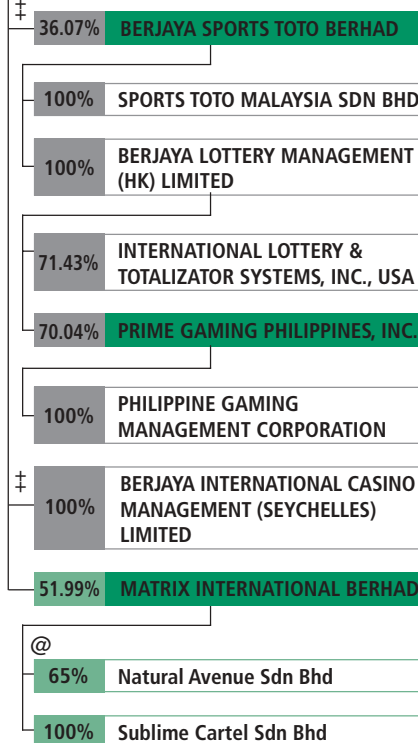 ‡
36.07% BERJAYA SPORTS TOTO BERHAD
100% SPORTS TOTO MALAYSIA SDN BHD
100% BERJAYA LOTTERY MANAGEMENT
(HK) LIMITED
71.43% INTERNATIONAL LOTTERY &
TOTALIZATOR SYSTEMS, INC., USA
70.04% PRIME GAMING PHILIPPINES, INC.
100% PHILIPPINE GAMING
MANAGEMENT CORPORATION
‡
100% BERJAYA INTERNATIONAL CASINO
MANAGEMENT (SEYCHELLES)
LIMITED
51.99% MATRIX INTERNATIONAL BERHAD
@
65% Natural Avenue Sdn Bhd
100% Sublime Cartel Sdn Bhd